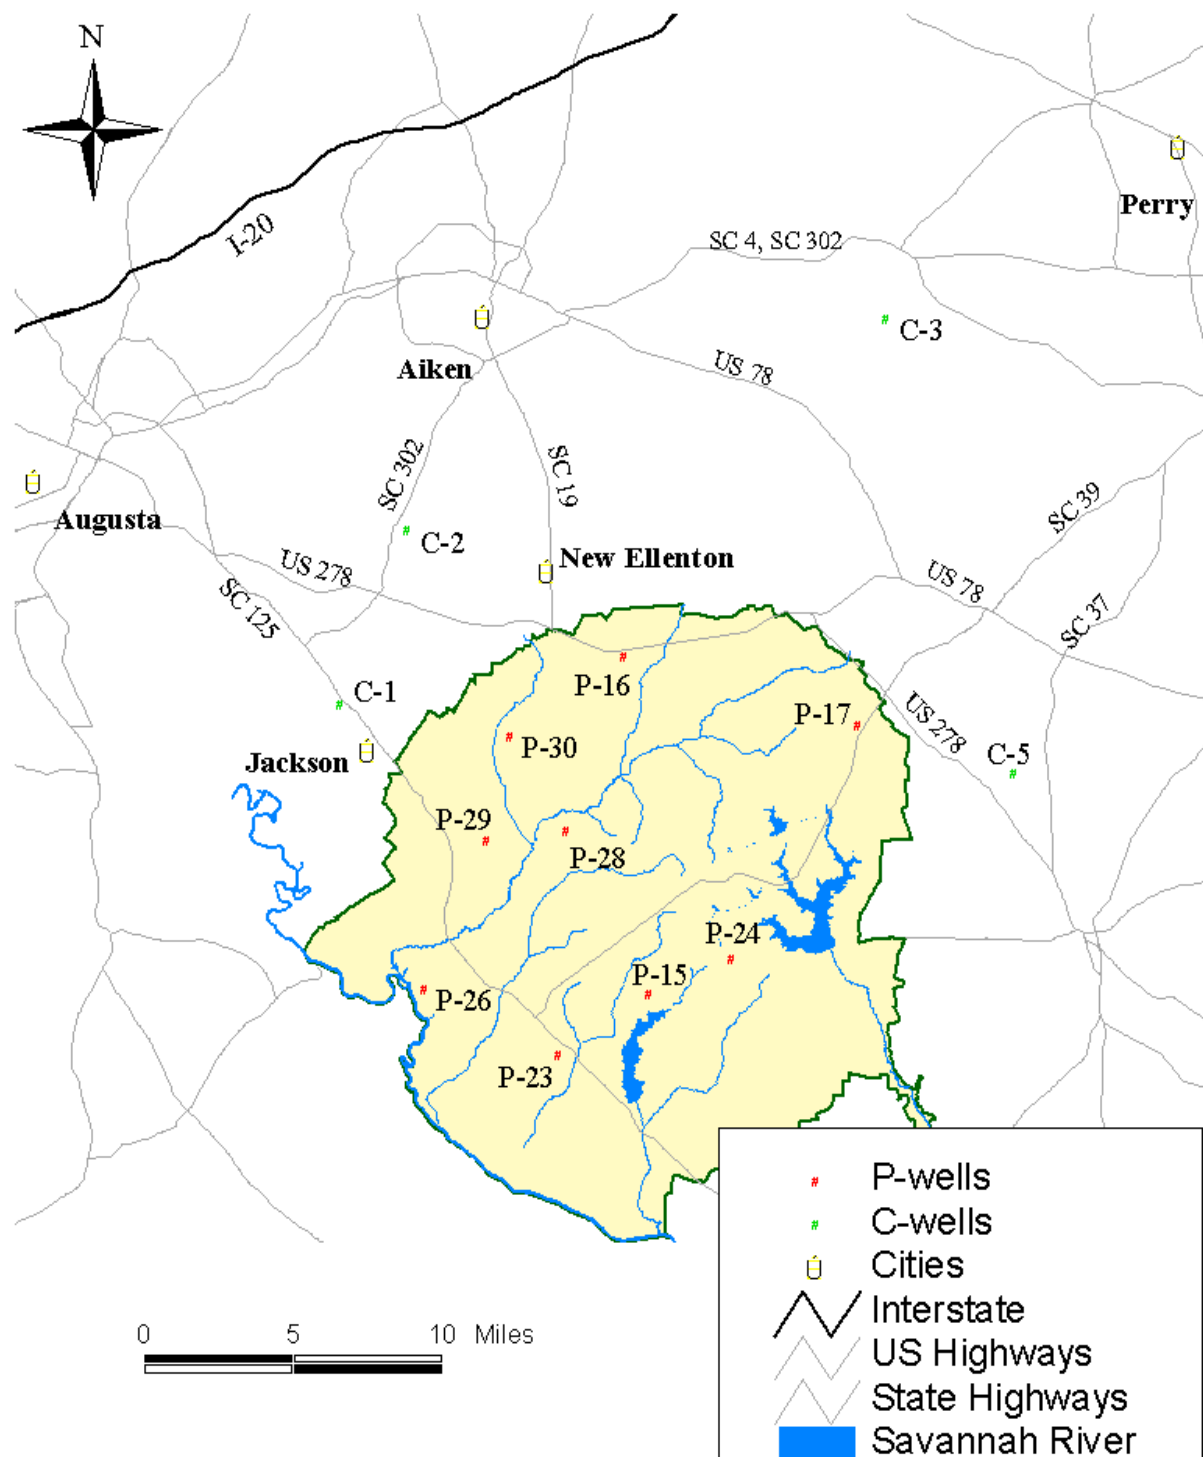 N
I-20
Perry
SC 4, SC 302
C-3
Aiken
US 78
SC 302
SC 19
SC 39
Augusta
C-2
New Ellenton
US 278
US 78
SC 125
SC 37
P-16
C-1
P-17
US 278
P-30
C-5
Jackson
P-29
P-28
P-24
P-15
P-26
P-23
P-wells
C-wells
Cities
Interstate
US Highways
State Highways
Savannah River
0 5 10 Miles